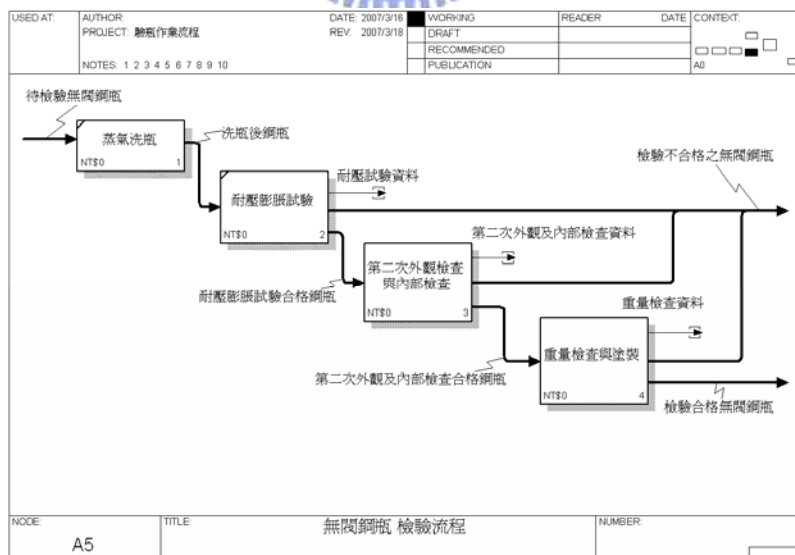 USED AT:
AUTHOR:
DATE: 2007/3/16
WORKING
READER
DATE
CONTEXT:
PROJECT: 驗瓶作業流程
REV: 2007/3/18
DRAFT
RECOMMENDED
NOTES: 1 2 3 4 5 6 7 8 9 10
PUBLICATION
A0
待檢驗無閥鋼瓶
蒸氣洗瓶
NT$0 1
洗瓶後鋼瓶
耐壓試驗資料
檢驗不合格之無閥鋼瓶
耐壓膨脹試驗
NT$0 2
第二次外觀及內部檢查資料
第二次外觀檢查
與內部檢查
NT$0 3
耐壓膨脹試驗合格鋼瓶
重量檢查資料
重量檢查與塗裝
NT$0 4
第二次外觀及內部檢查合格鋼瓶
檢驗合格無閥鋼瓶
NODE:
TITLE:
NUMBER:
A5
無閥鋼瓶 檢驗流程